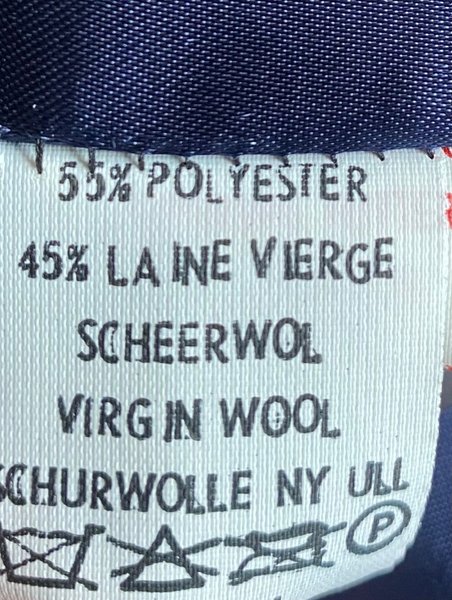 55% POLYESTER
45% LAINE VIERGE
SCHEERWOL
VIRGIN WOOL
SCHURWOLLE NY ULL
P